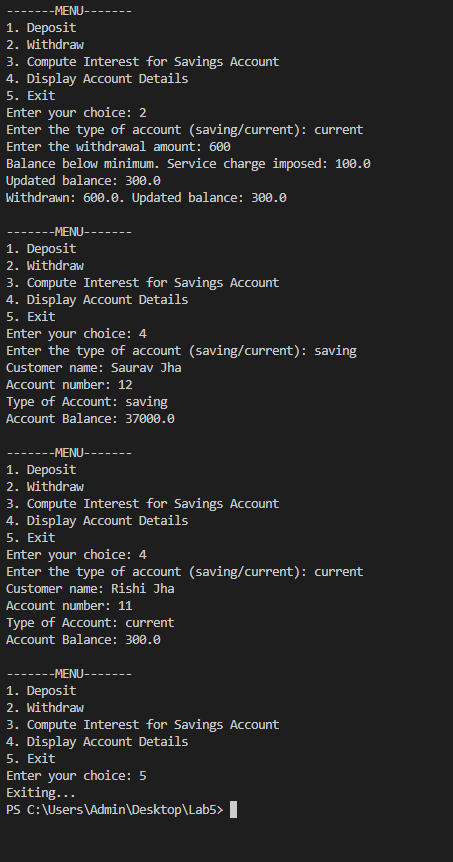 -------MENU-------
1. Deposit
2. Withdraw
3. Compute Interest for Savings Account
4. Display Account Details
5. Exit
Enter your choice: 2
Enter the type of account (saving/current): current
Enter the withdrawal amount: 600
Balance below minimum. Service charge imposed: 100.0
Updated balance: 300.0
Withdrawn: 600.0. Updated balance: 300.0

-------MENU-------
1. Deposit
2. Withdraw
3. Compute Interest for Savings Account
4. Display Account Details
5. Exit
Enter your choice: 4
Enter the type of account (saving/current): saving
Customer name: Saurav Jha
Account number: 12
Type of Account: saving
Account Balance: 37000.0

-------MENU-------
1. Deposit
2. Withdraw
3. Compute Interest for Savings Account
4. Display Account Details
5. Exit
Enter your choice: 4
Enter the type of account (saving/current): current
Customer name: Rishi Jha
Account number: 11
Type of Account: current
Account Balance: 300.0

-------MENU-------
1. Deposit
2. Withdraw
3. Compute Interest for Savings Account
4. Display Account Details
5. Exit
Enter your choice: 5
Exiting...
PS C:\Users\Admin\Desktop\Lab5>